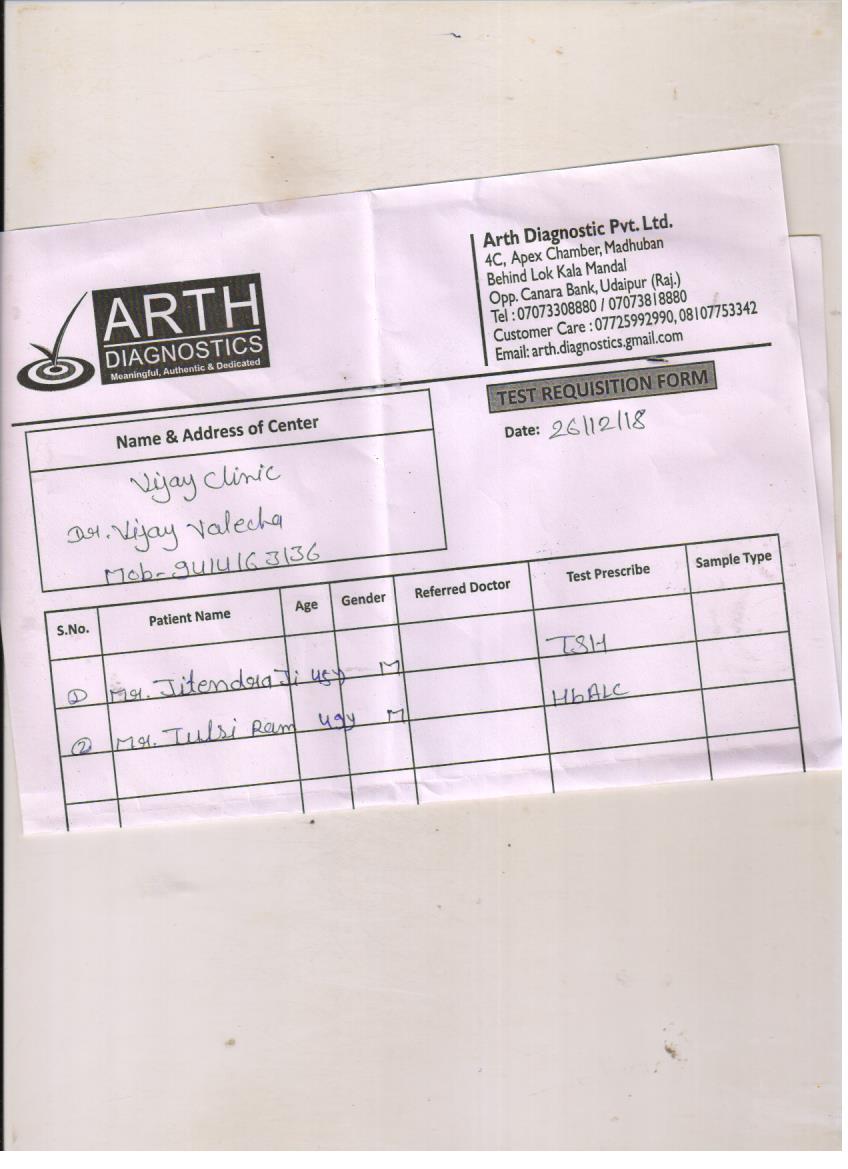 ARTH
DIAGNOSTICS
Meaningful, Authentic & Dedicated
Arth Diagnostic Pvt. Ltd.
4C, Apex Chamber, Madhuban
Behind Lok Kala Mandal
Opp. Canara Bank, Udaipur (Raj.)
Tel : 07073308880 / 07073818880
Customer Care : 07725992990, 08107753342
Email: arth.diagnostics.gmail.com
TEST REQUISITION FORM
Date: 26/12/18
Name & Address of Center
Vijay Clinic
Dr. Vijay Valecha
Mob- 9414163136
S.No. Patient Name Age Gender Referred Doctor Test Prescribe Sample Type
① Mr. Jitendra Ji M TSH
② Mr. Tulsi Ram 49y M HbA1C